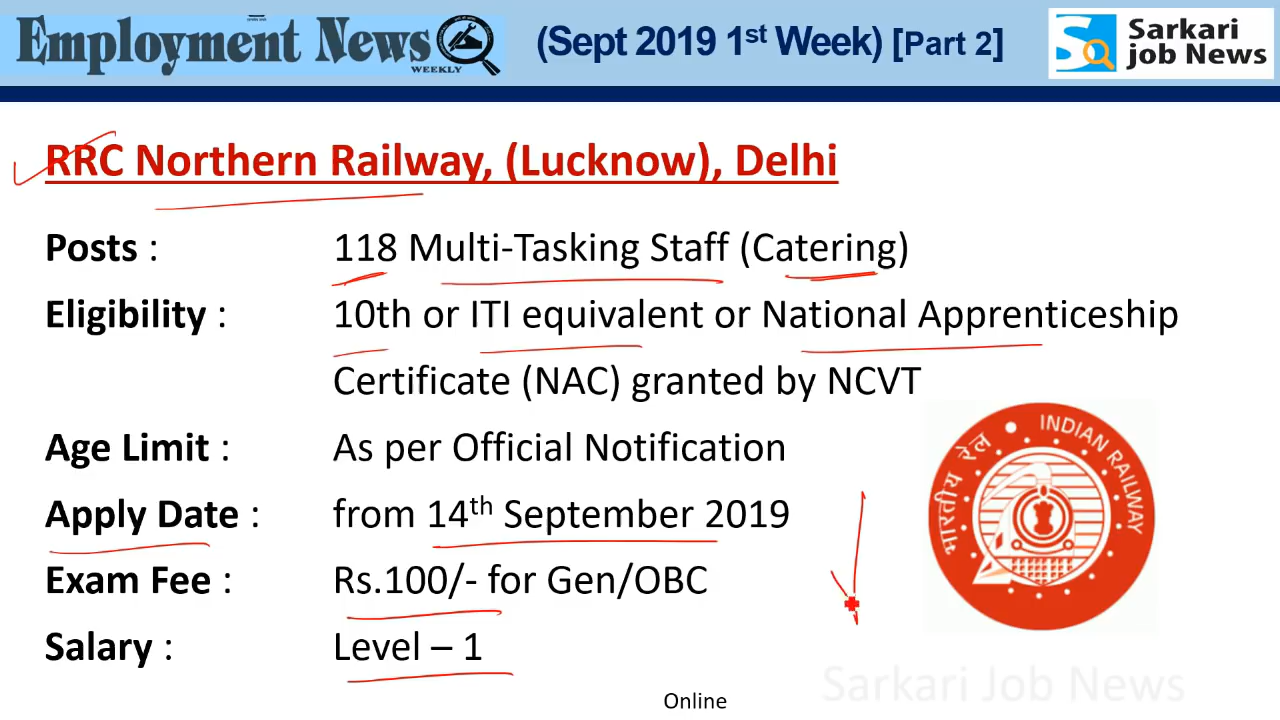 Employment News
WEEKLY
(Sept 2019 1st Week) [Part 2]
Sarkari
job News
RRC Northern Railway, (Lucknow), Delhi
Posts : 118 Multi-Tasking Staff (Catering)
Eligibility : 10th or ITI equivalent or National Apprenticeship
Certificate (NAC) granted by NCVT
Age Limit : As per Official Notification
Apply Date : from 14th September 2019
Exam Fee : Rs.100/- for Gen/OBC
Salary : Level – 1
भारतीय रेल
INDIAN RAILWAY
Sarkari Job News
Online